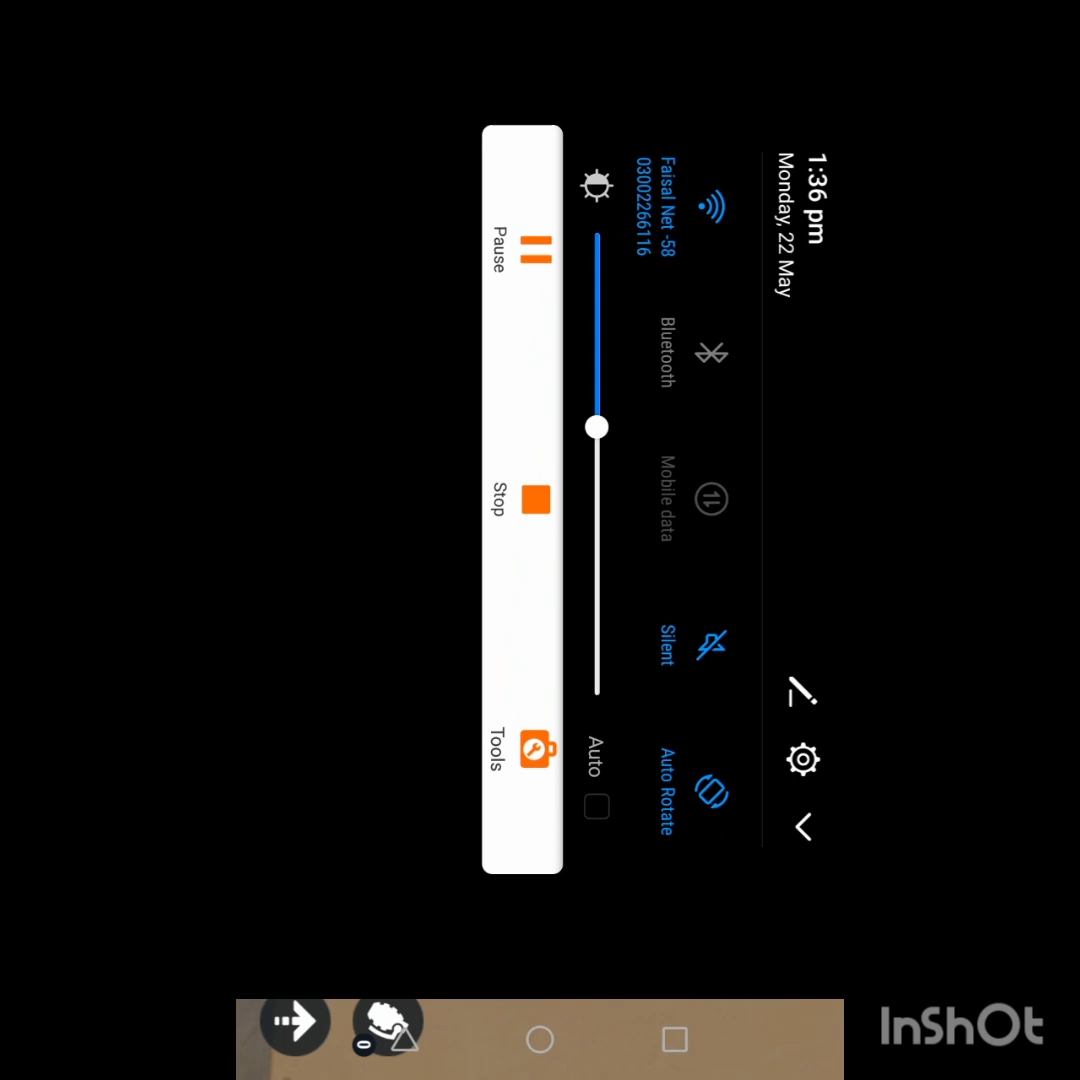 1:36 pm
Monday, 22 May
Faisal Net -58
03002266116
Bluetooth
Mobile data
Silent
Auto Rotate
Auto
Pause
Stop
Tools
0
InShOt